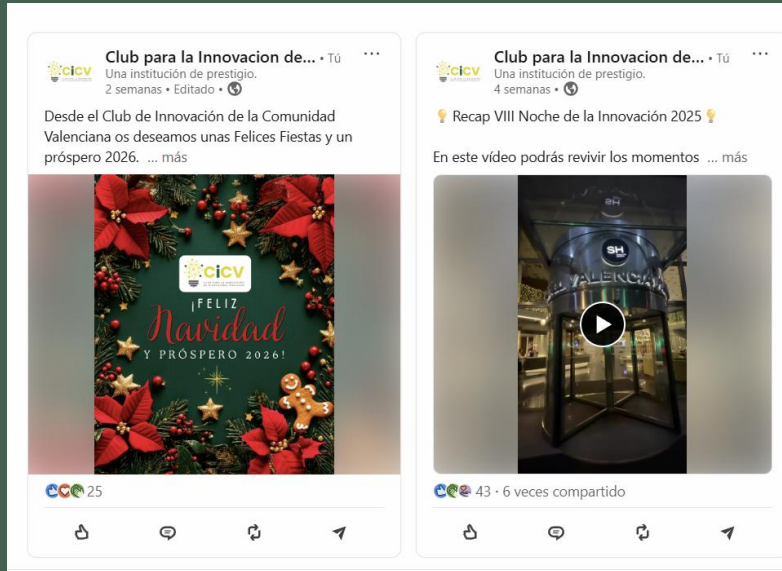 Club para la Innovacion de... • Tú
Una institución de prestigio.
2 semanas • Editado •
Desde el Club de Innovación de la Comunidad
Valenciana os deseamos unas Felices Fiestas y un
próspero 2026. ... más
CICV
¡FELIZ
Navidad
Y PRÓSPERO 2026!
25
Club para la Innovacion de... • Tú
Una institución de prestigio.
4 semanas •
💡 Recap VIII Noche de la Innovación 2025 💡
En este vídeo podrás revivir los momentos ... más
SH
VALENCIA
43 · 6 veces compartido